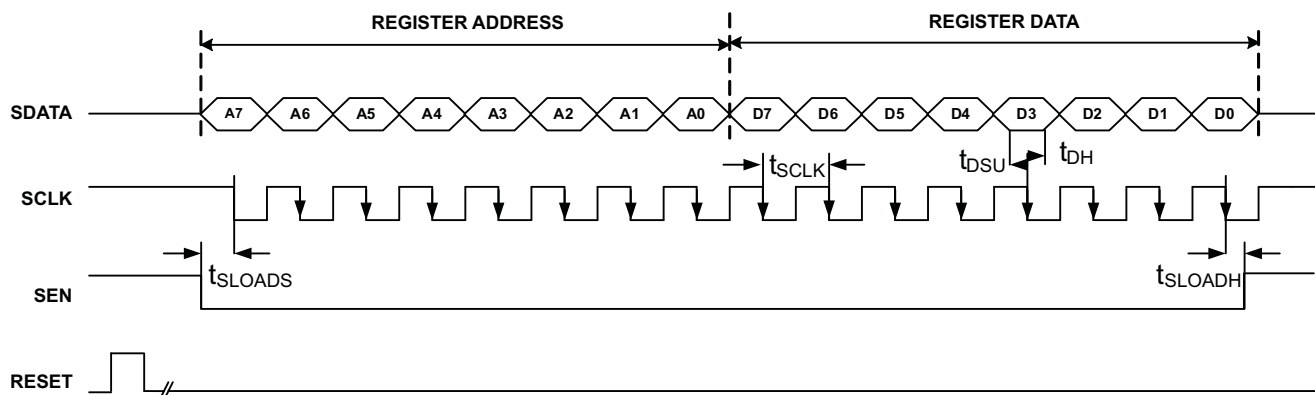 REGISTER ADDRESS REGISTER DATA
SDATA A7 A6 A5 A4 A3 A2 A1 A0 D7 D6 D5 D4 D3 D2 D1 D0
tSCLK tDSU tDH
SCLK
tSLOADS tSLOADH
SEN
RESET